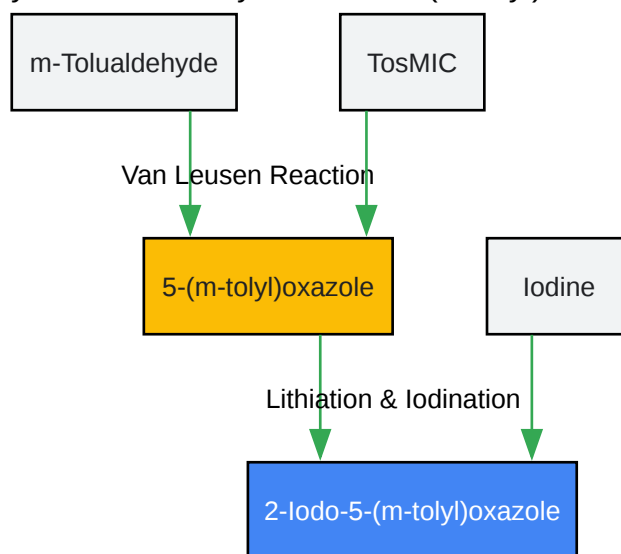 m-Tolualdehyde
TosMIC
Van Leusen Reaction
5-(m-tolyl)oxazole
Iodine
Lithiation & Iodination
2-Iodo-5-(m-tolyl)oxazole